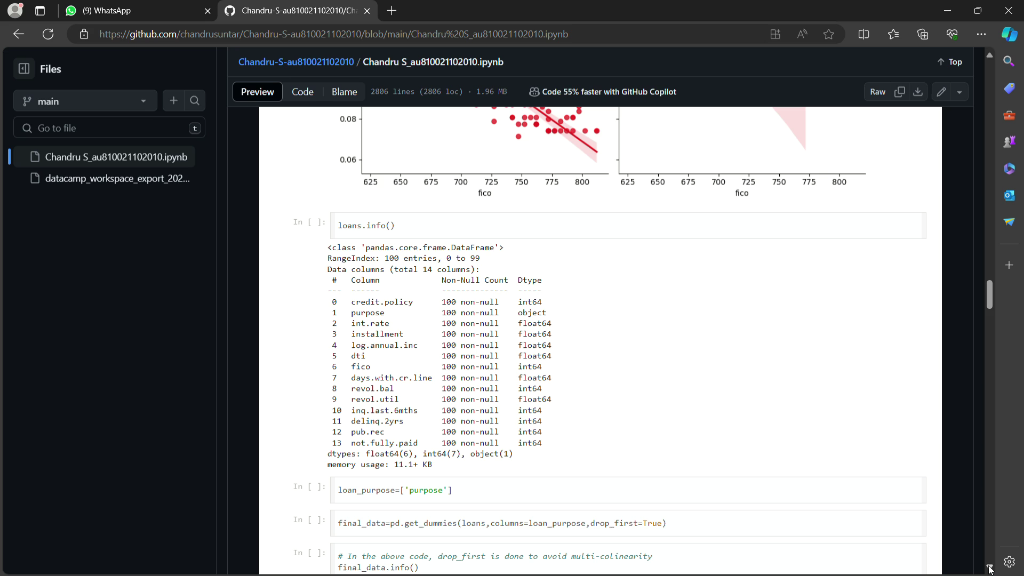 (9) WhatsApp
Chandru-S-au810021102010/Ch
https://github.com/chandrusuntar/Chandru-S-au810021102010/blob/main/Chandru%20S_au810021102010.ipynb
Files
main
Go to file
t
Chandru S_au810021102010.ipynb
datacamp_workspace_export_202...
Chandru-S-au810021102010 / Chandru S_au810021102010.ipynb
Top
Preview
Code
Blame
2806 lines (2806 loc) · 1.96 MB
Code 55% faster with GitHub Copilot
Raw
0.08
0.06
625 650 675 700 725 750 775 800
fico
625 650 675 700 725 750 775 800
fico
In [ ]: loans.info()
<class 'pandas.core.frame.DataFrame'>
RangeIndex: 100 entries, 0 to 99
Data columns (total 14 columns):
# Column Non-Null Count Dtype
--- ------ -------------- -----
0 credit.policy 100 non-null int64
1 purpose 100 non-null object
2 int.rate 100 non-null float64
3 installment 100 non-null float64
4 log.annual.inc 100 non-null float64
5 dti 100 non-null float64
6 fico 100 non-null int64
7 days.with.cr.line 100 non-null float64
8 revol.bal 100 non-null int64
9 revol.util 100 non-null float64
10 inq.last.6mths 100 non-null int64
11 delinq.2yrs 100 non-null int64
12 pub.rec 100 non-null int64
13 not.fully.paid 100 non-null int64
dtypes: float64(6), int64(7), object(1)
memory usage: 11.1+ KB
In [ ]: loan_purpose=['purpose']
In [ ]: final_data=pd.get_dummies(loans,columns=loan_purpose,drop_first=True)
In [ ]: # In the above code, drop_first is done to avoid multi-colinearity
final_data.info()